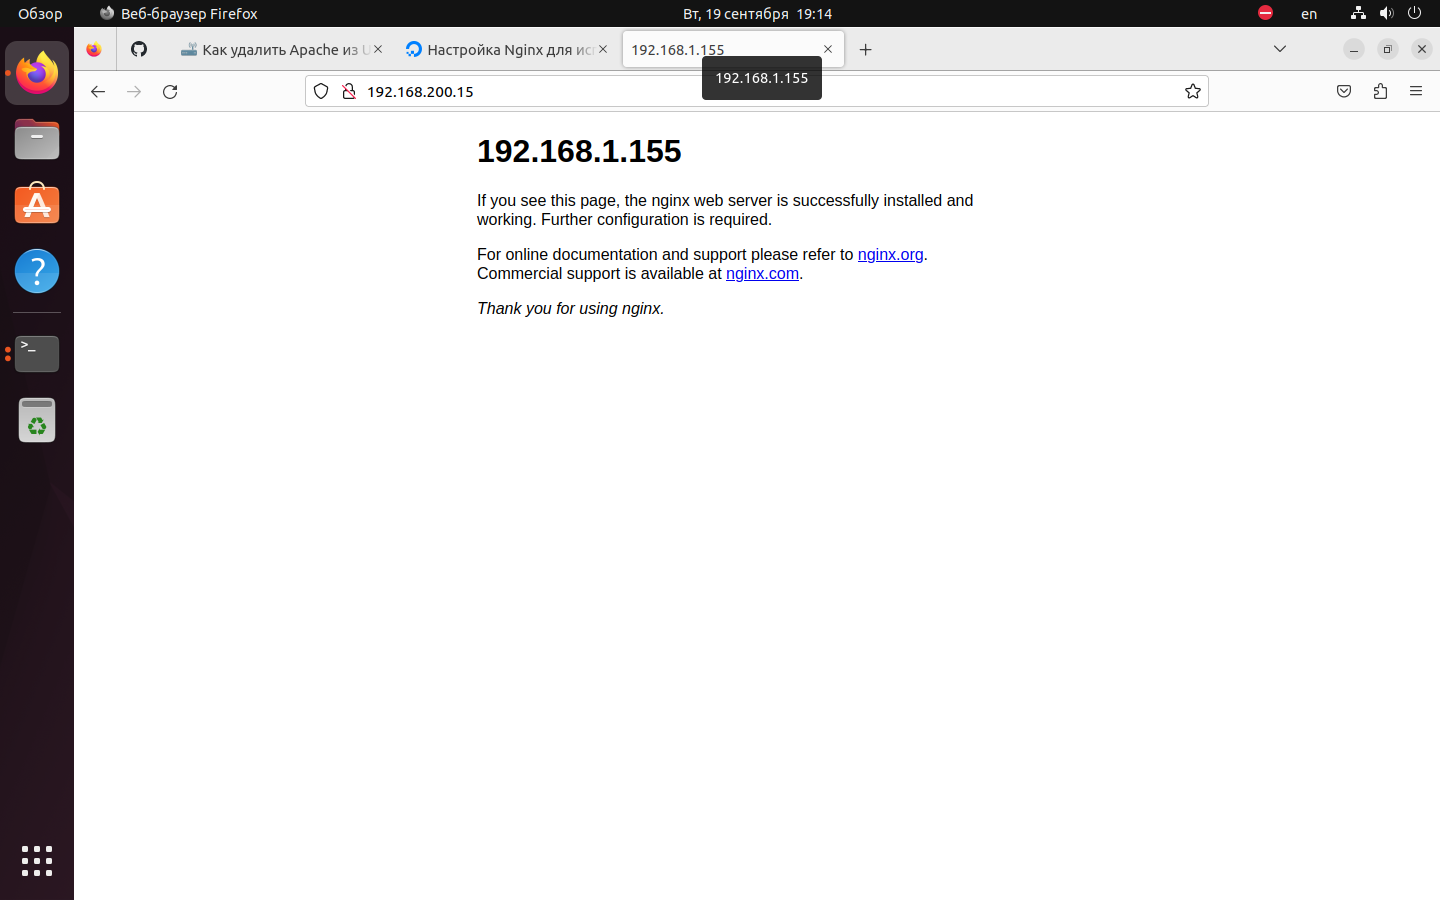 Обзор
Веб-браузер Firefox
Вт, 19 сентября 19:14
en
Как удалить Apache из U
Настройка Nginx для исп
192.168.1.155
192.168.1.155
192.168.200.15
192.168.1.155
If you see this page, the nginx web server is successfully installed and
working. Further configuration is required.
For online documentation and support please refer to nginx.org.
Commercial support is available at nginx.com.
Thank you for using nginx.